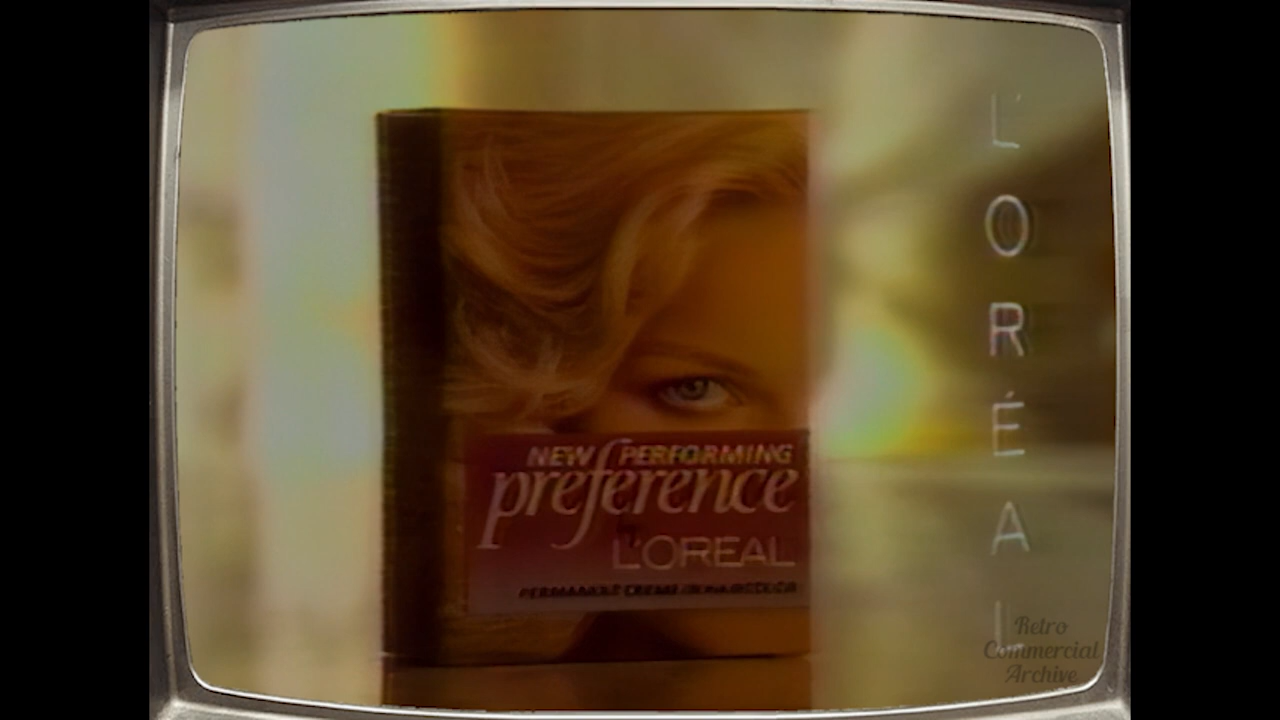 NEW PERFORMING
preference
L'OREAL
L'ORÉAL
Retro
Commercial
Archive